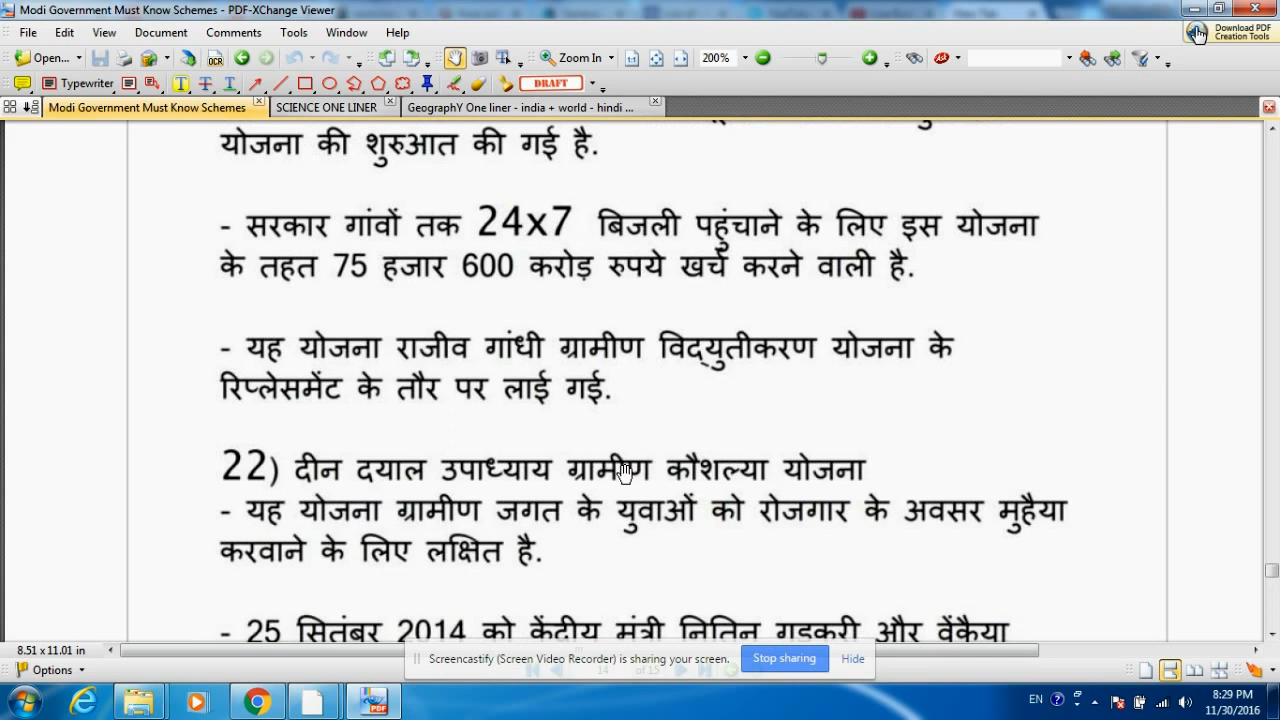 Modi Government Must Know Schemes - PDF-XChange Viewer
Download PDF
Creation Tools
File Edit View Document Comments Tools Window Help
Open... OCR Zoom In 200%
Typewriter DRAFT
Modi Government Must Know Schemes SCIENCE ONE LINER GeographY One liner - india + world - hindi ...
योजना की शुरुआत की गई है.
- सरकार गांवों तक 24x7 बिजली पहुंचाने के लिए इस योजना
के तहत 75 हजार 600 करोड़ रुपये खर्च करने वाली है.
- यह योजना राजीव गांधी ग्रामीण विद्युतीकरण योजना के
रिप्लेसमेंट के तौर पर लाई गई.
22) दीन दयाल उपाध्याय ग्रामीण कौशल्या योजना
- यह योजना ग्रामीण जगत के युवाओं को रोजगार के अवसर मुहैया
करवाने के लिए लक्षित है.
- 25 सितंबर 2014 को केंद्रीय मंत्री नितिन गडकरी और वेंकैया
8.51 x 11.01 in
Screencastify (Screen Video Recorder) is sharing your screen. Stop sharing Hide
Options 14 of 15
EN 8:29 PM
11/30/2016